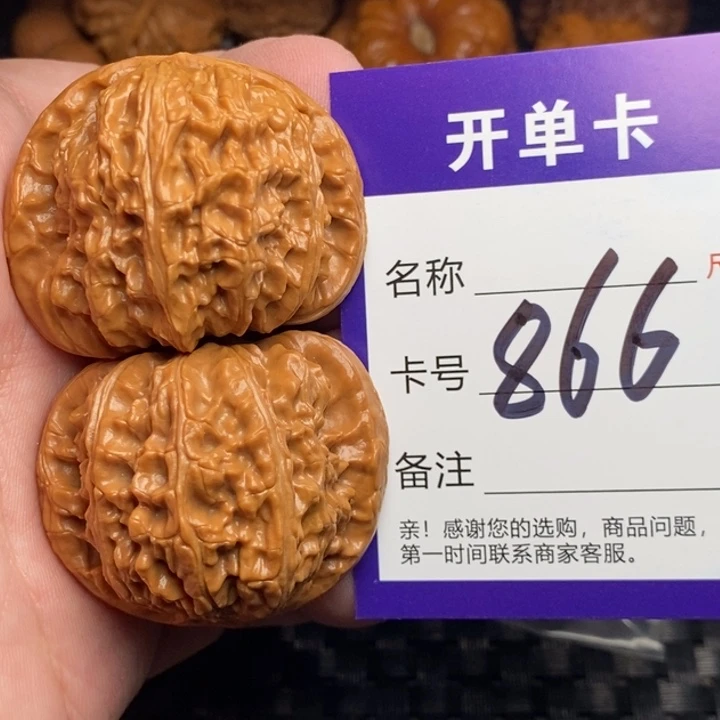 开单卡
名称
卡号 866
备注
亲！感谢您的选购，商品问题，
第一时间联系商家客服。